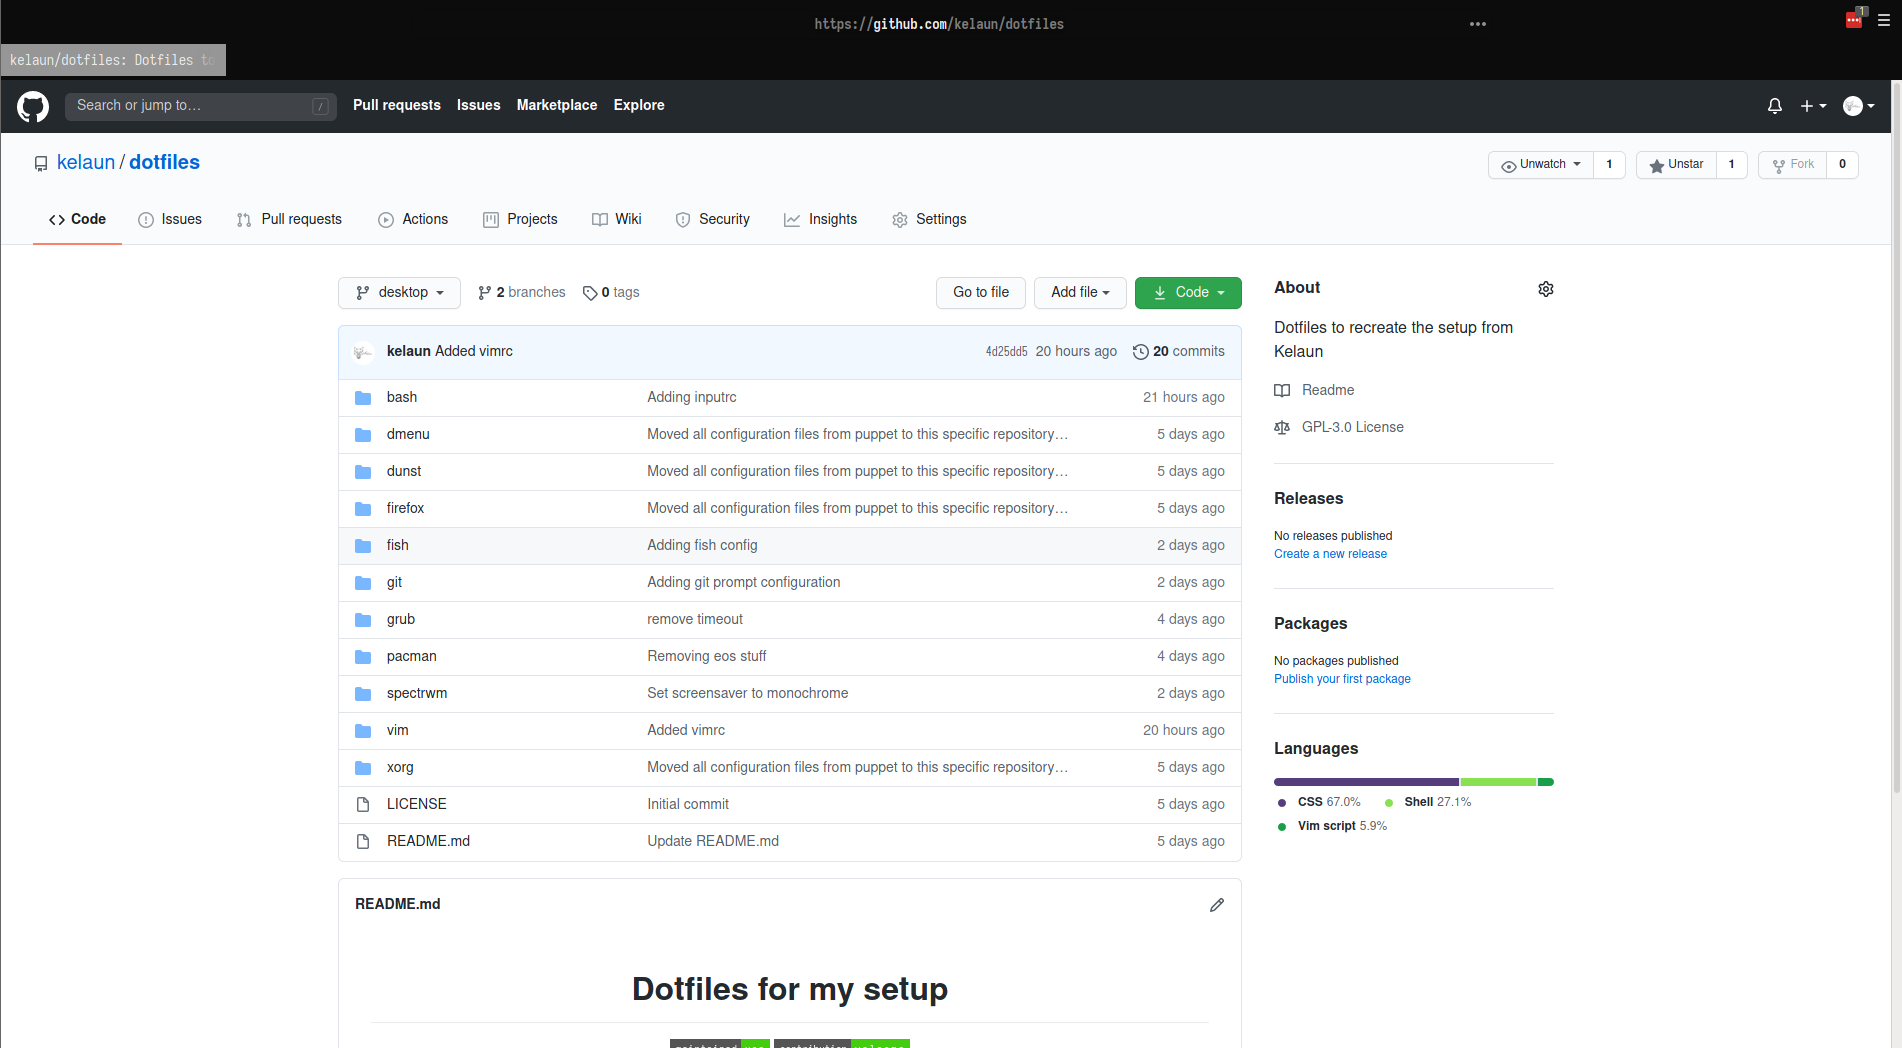 https://github.com/kelaun/dotfiles
1
kelaun/dotfiles: Dotfiles to
Search or jump to… /
Pull requests Issues Marketplace Explore
kelaun / dotfiles
Unwatch 1 Unstar 1 Fork 0
Code Issues Pull requests Actions Projects Wiki Security Insights Settings
desktop 2 branches 0 tags Go to file Add file Code
kelaun Added vimrc 4d25dd5 20 hours ago 20 commits
bash Adding inputrc 21 hours ago
dmenu Moved all configuration files from puppet to this specific repository… 5 days ago
dunst Moved all configuration files from puppet to this specific repository… 5 days ago
firefox Moved all configuration files from puppet to this specific repository… 5 days ago
fish Adding fish config 2 days ago
git Adding git prompt configuration 2 days ago
grub remove timeout 4 days ago
pacman Removing eos stuff 4 days ago
spectrwm Set screensaver to monochrome 2 days ago
vim Added vimrc 20 hours ago
xorg Moved all configuration files from puppet to this specific repository… 5 days ago
LICENSE Initial commit 5 days ago
README.md Update README.md 5 days ago
README.md
Dotfiles for my setup
About
Dotfiles to recreate the setup from
Kelaun
Readme
GPL-3.0 License
Releases
No releases published
Create a new release
Packages
No packages published
Publish your first package
Languages
CSS 67.0% Shell 27.1%
Vim script 5.9%